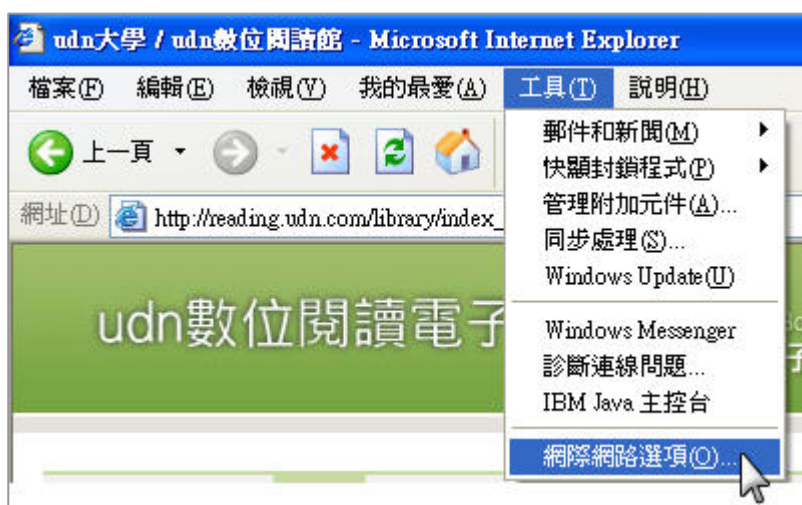 udn大學 / udn數位閱讀館 - Microsoft Internet Explorer
檔案(F) 編輯(E) 檢視(V) 我的最愛(A) 工具(T) 說明(H)
上一頁
網址(D) http://reading.udn.com/library/index_
udn數位閱讀電子
郵件和新聞(M)
快顯封鎖程式(P)
管理附加元件(A)...
同步處理(S)...
Windows Update(U)
Windows Messenger
診斷連線問題...
IBM Java 主控台
網際網路選項(O)...